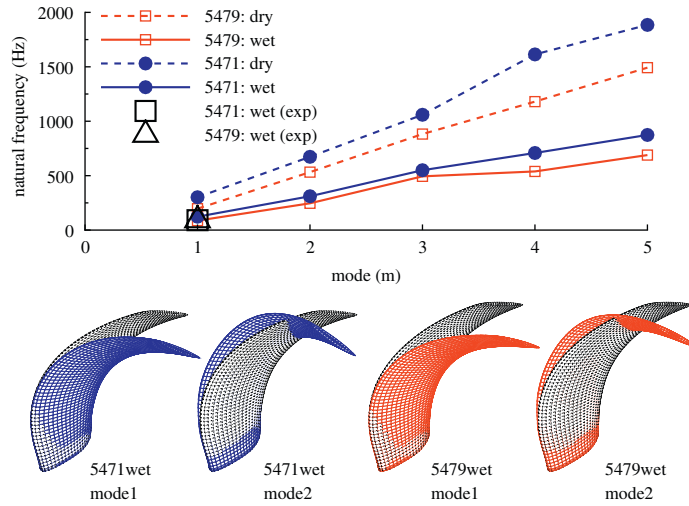 2000
1500
1000
500
0
natural frequency (Hz)
5479: dry
5479: wet
5471: dry
5471: wet
5471: wet (exp)
5479: wet (exp)
0 1 2 3 4 5
mode (m)
5471wet
mode1
5471wet
mode2
5479wet
mode1
5479wet
mode2